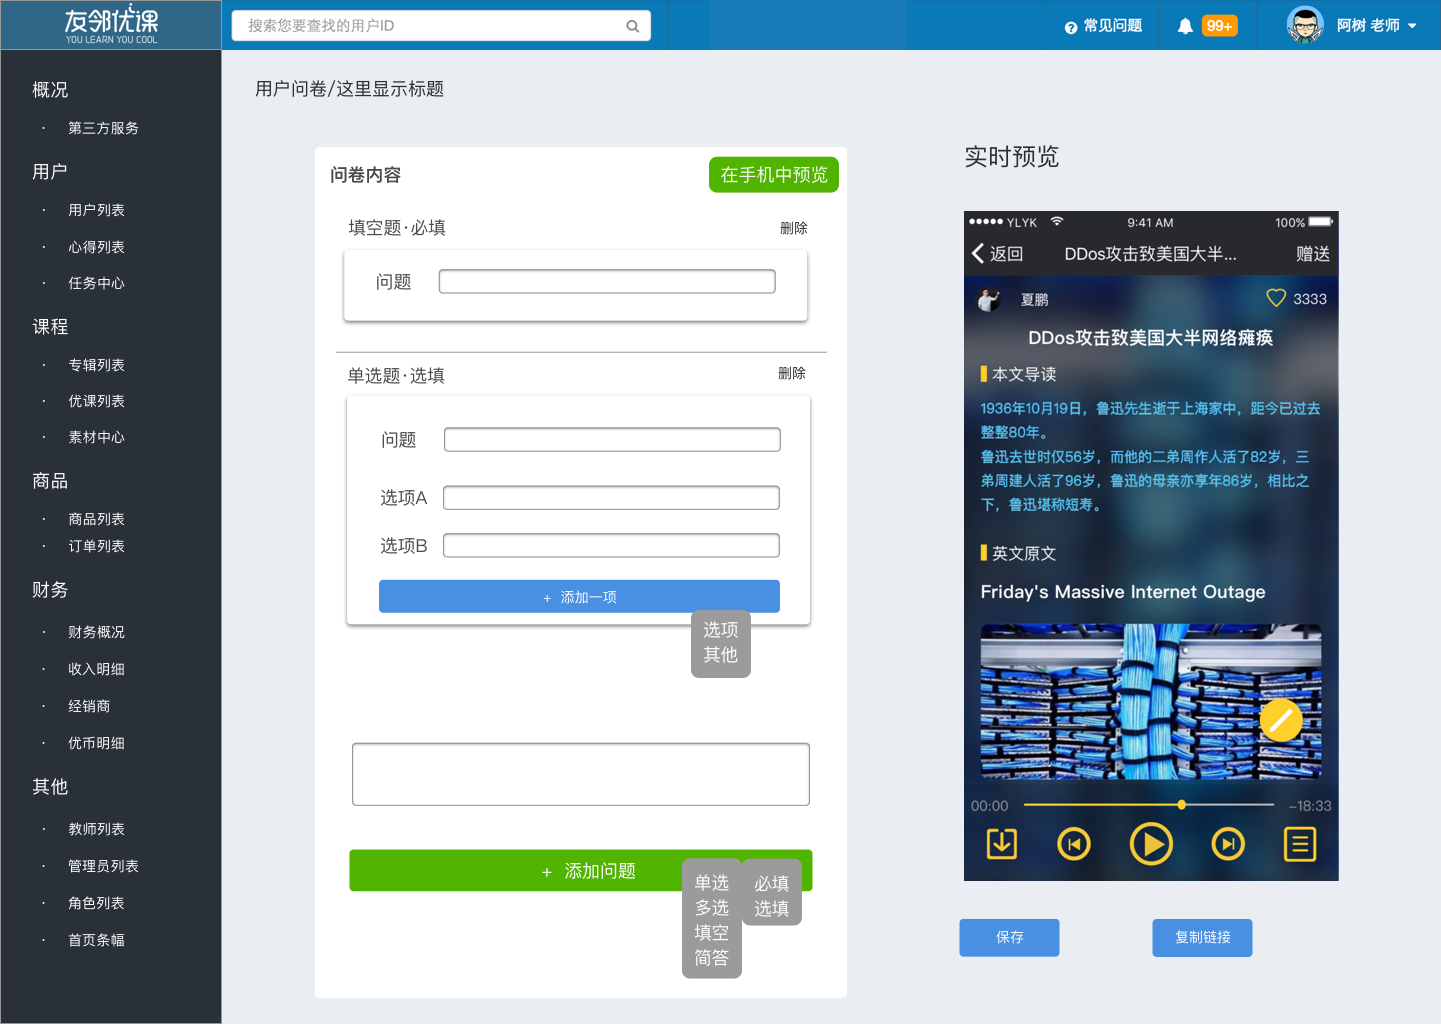 友邻优课
YOU LEARN YOU COOL
搜索您要查找的用户ID
常见问题
99+
阿树 老师
概况
· 第三方服务
用户
· 用户列表
· 心得列表
· 任务中心
课程
· 专辑列表
· 优课列表
· 素材中心
商品
· 商品列表
· 订单列表
财务
· 财务概况
· 收入明细
· 经销商
· 优币明细
其他
· 教师列表
· 管理员列表
· 角色列表
· 首页条幅
用户问卷/这里显示标题
问卷内容
在手机中预览
填空题·必填
删除
问题
单选题·选填
删除
问题
选项A
选项B
+ 添加一项
选项
其他
+ 添加问题
单选
多选
填空
简答
必填
选填
实时预览
YLYK 9:41 AM 100%
返回 DDos攻击致美国大半... 赠送
夏鹏 3333
DDos攻击致美国大半网络瘫痪
本文导读
1936年10月19日，鲁迅先生逝于上海家中，距今已过去
整整80年。
鲁迅去世时仅56岁，而他的二弟周作人活了82岁，三
弟周建人活了96岁，鲁迅的母亲亦享年86岁，相比之
下，鲁迅堪称短寿。
英文原文
Friday's Massive Internet Outage
00:00 -18:33
保存
复制链接